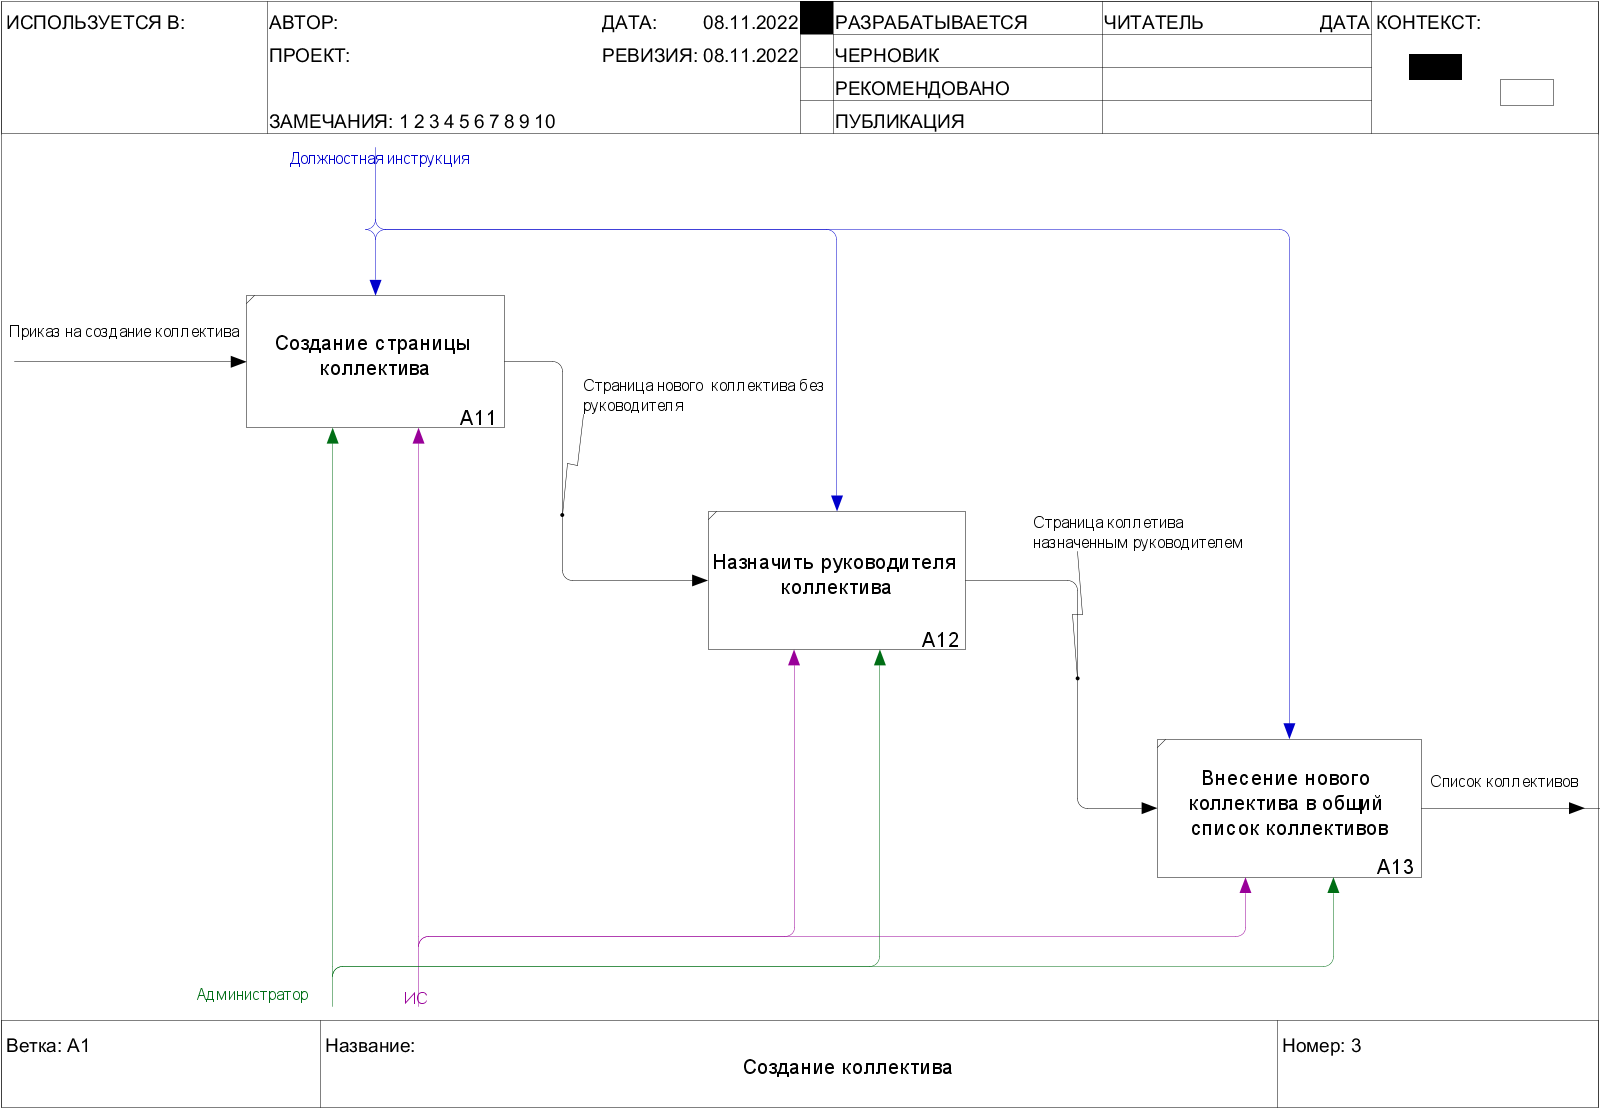 ИСПОЛЬЗУЕТСЯ В:
АВТОР:
ДАТА: 08.11.2022
РАЗРАБАТЫВАЕТСЯ
ЧИТАТЕЛЬ
ДАТА
КОНТЕКСТ:
ПРОЕКТ:
РЕВИЗИЯ: 08.11.2022
ЧЕРНОВИК
РЕКОМЕНДОВАНО
ЗАМЕЧАНИЯ: 1 2 3 4 5 6 7 8 9 10
ПУБЛИКАЦИЯ
Должностная инструкция
Приказ на создание коллектива
Создание страницы
коллектива
A11
Страница нового коллектива без
руководителя
Назначить руководителя
коллектива
A12
Страница коллетива
назначенным руководителем
Внесение нового
коллектива в общий
список коллективов
A13
Список коллективов
Администратор
ИС
Ветка: A1
Название:
Создание коллектива
Номер: 3